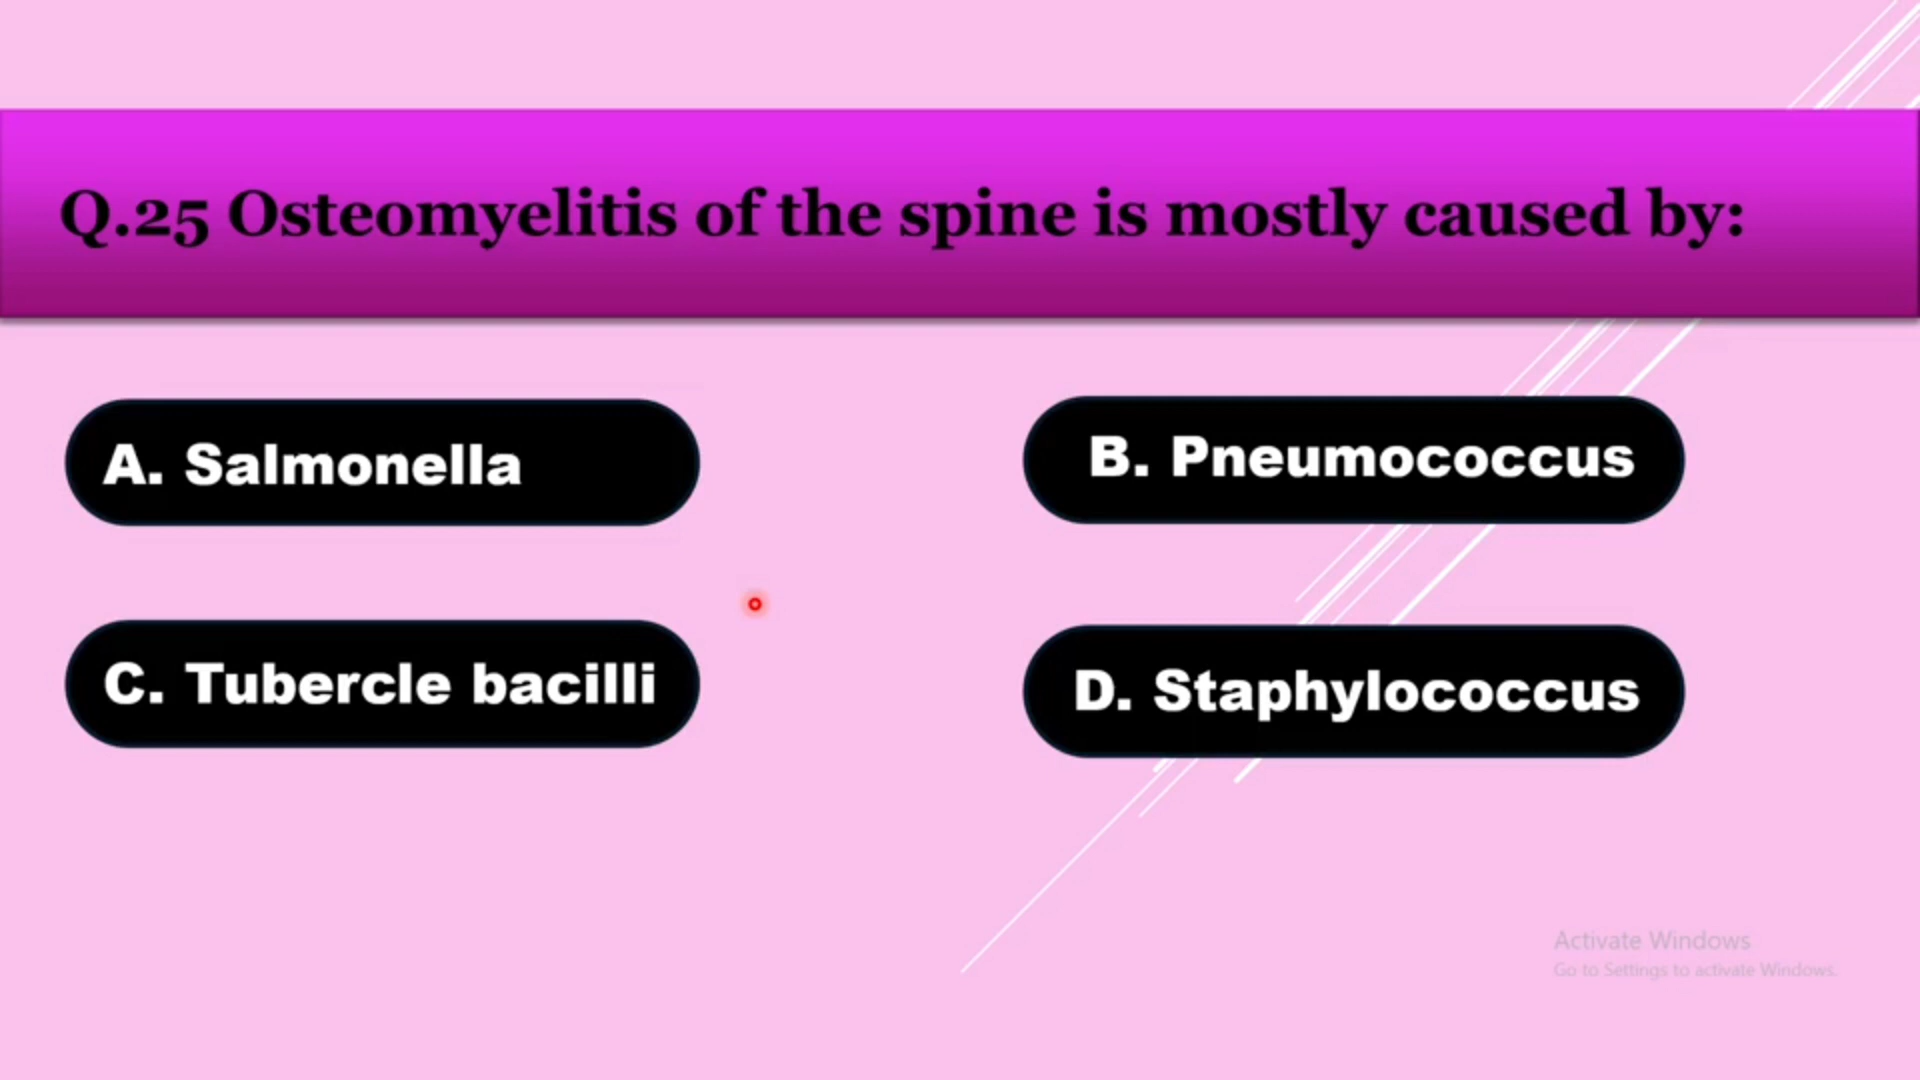 Q.25 Osteomyelitis of the spine is mostly caused by:
A. Salmonella
B. Pneumococcus
C. Tubercle bacilli
D. Staphylococcus
Activate Windows
Go to Settings to activate Windows.